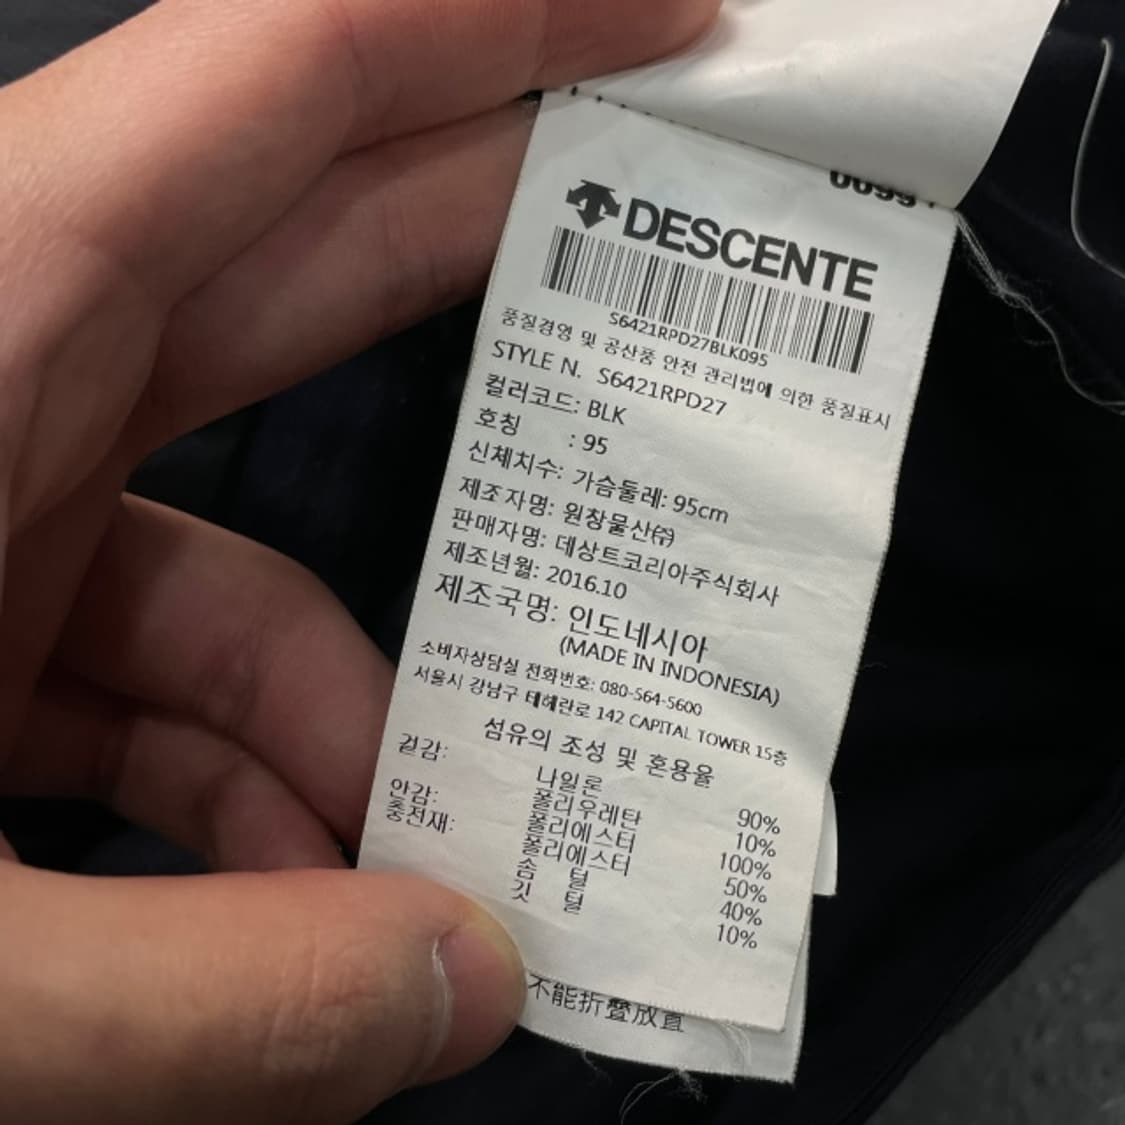 DESCENTE
S6421RPD27BLK095
품질경영 및 공산품 안전 관리법에 의한 품질표시
STYLE N. S6421RPD27
컬러코드: BLK
호칭 : 95
신체치수: 가슴둘레: 95cm
제조자명: 원창물산㈜
판매자명: 데상트코리아주식회사
제조년월: 2016.10
제조국명: 인도네시아
(MADE IN INDONESIA)
소비자상담실 전화번호: 080-564-5600
서울시 강남구 테헤란로 142 CAPITAL TOWER 15층
섬유의 조성 및 혼용율
겉감: 나일론 90%
폴리우레탄 10%
안감: 폴리에스터 100%
충전재: 폴리에스터 50%
솜 털 40%
깃 털 10%
不能折疊放置